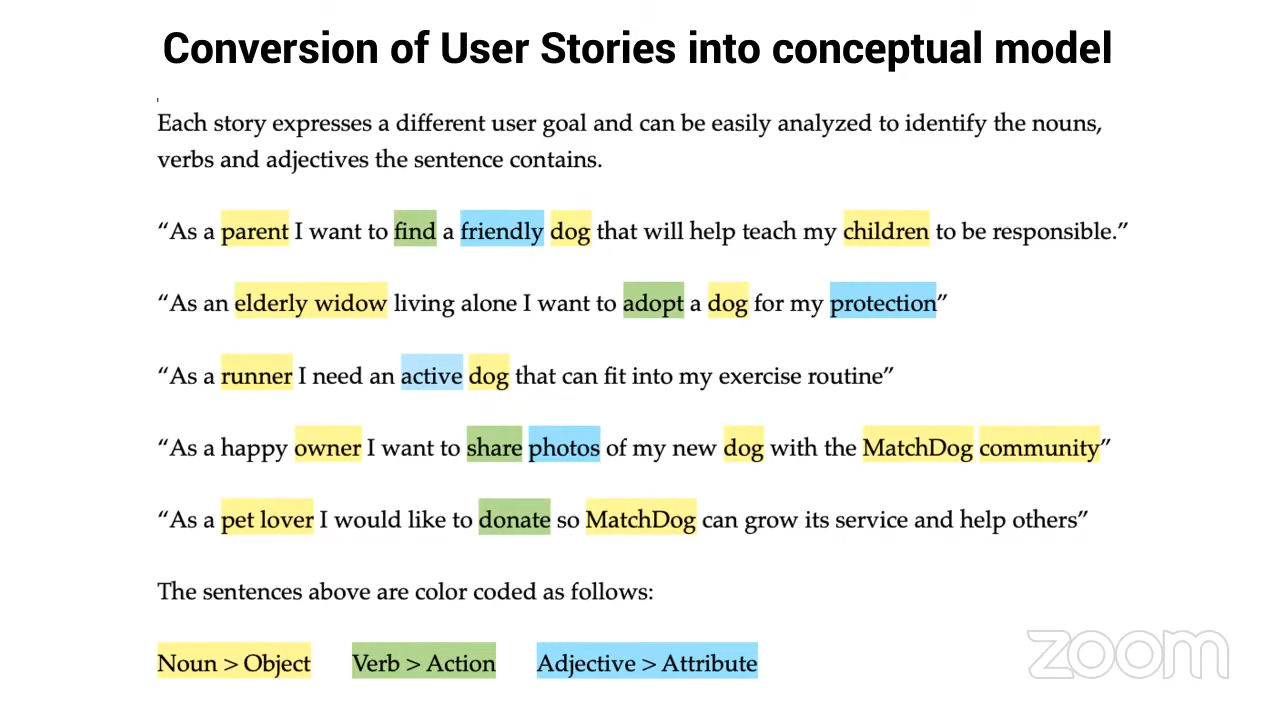 Conversion of User Stories into conceptual model
Each story expresses a different user goal and can be easily analyzed to identify the nouns,
verbs and adjectives the sentence contains.
“As a parent I want to find a friendly dog that will help teach my children to be responsible.”
“As an elderly widow living alone I want to adopt a dog for my protection”
“As a runner I need an active dog that can fit into my exercise routine”
“As a happy owner I want to share photos of my new dog with the MatchDog community”
“As a pet lover I would like to donate so MatchDog can grow its service and help others”
The sentences above are color coded as follows:
Noun > Object Verb > Action Adjective > Attribute
zoom